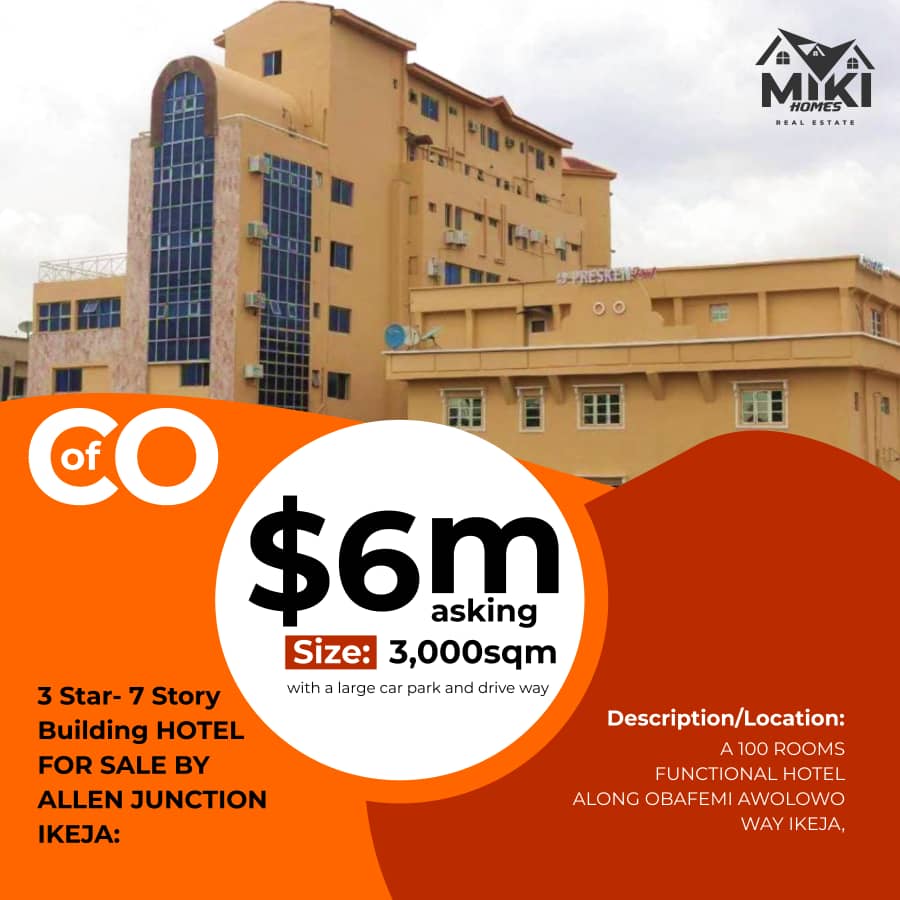 MIKI
HOMES
REAL ESTATE
PRESKEN
C of O
$6m
asking
Size: 3,000sqm
with a large car park and drive way
3 Star- 7 Story
Building HOTEL
FOR SALE BY
ALLEN JUNCTION
IKEJA:
Description/Location:
A 100 ROOMS
FUNCTIONAL HOTEL
ALONG OBAFEMI AWOLOWO
WAY IKEJA,